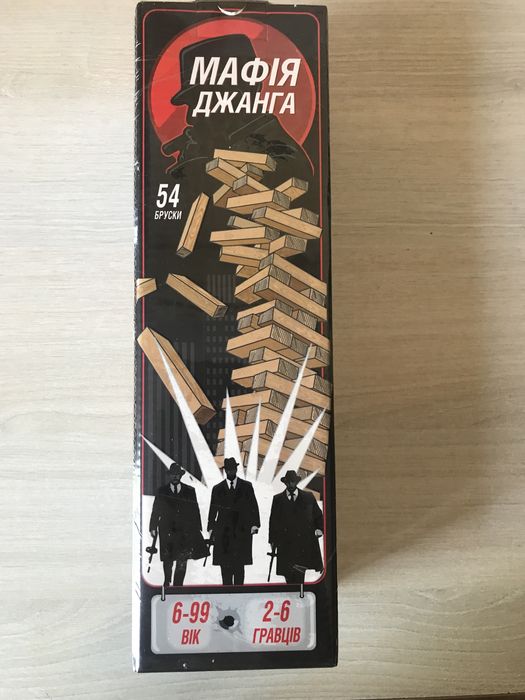 МАФІЯ
ДЖАНГА
54
БРУСКИ
6-99
ВІК
2-6
ГРАВЦІВ